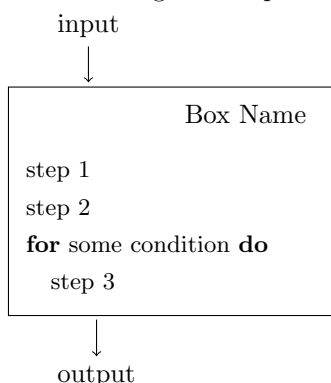 input
Box Name
step 1
step 2
for some condition do
step 3
output